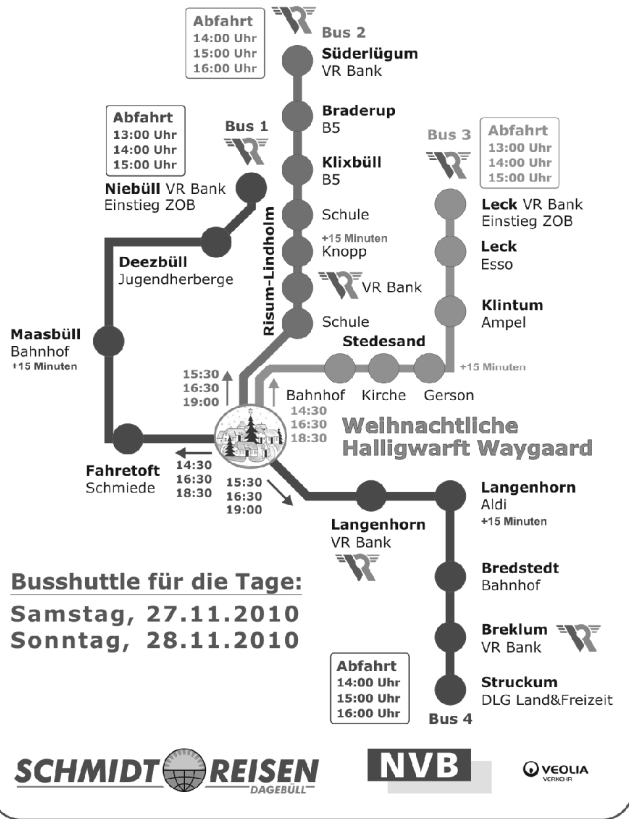 Abfahrt
14:00 Uhr
15:00 Uhr
16:00 Uhr
VR
Bus 2
Süderlügum
VR Bank
Braderup
B5
Klixbüll
B5
Schule
+15 Minuten
Knopp
VR
VR Bank
Schule
Risum-Lindholm
Abfahrt
13:00 Uhr
14:00 Uhr
15:00 Uhr
Bus 1
VR
Niebüll VR Bank
Einstieg ZOB
Deezbüll
Jugendherberge
Maasbüll
Bahnhof
+15 Minuten
Fahretoft
Schmiede
Bus 3
VR
Abfahrt
13:00 Uhr
14:00 Uhr
15:00 Uhr
Leck VR Bank
Einstieg ZOB
Leck
Esso
Klintum
Ampel
+15 Minuten
Stedesand
Bahnhof Kirche Gerson
15:30
16:30
19:00
14:30
16:30
18:30
Weihnachtliche
Halligwarft Waygaard
14:30
16:30
18:30
15:30
16:30
19:00
Langenhorn
VR Bank
VR
Langenhorn
Aldi
+15 Minuten
Bredstedt
Bahnhof
Breklum
VR Bank
VR
Struckum
DLG Land&Freizeit
Abfahrt
14:00 Uhr
15:00 Uhr
16:00 Uhr
Bus 4
Busshuttle für die Tage:
Samstag, 27.11.2010
Sonntag, 28.11.2010
SCHMIDT REISEN
DAGEBÜLL
NVB
VEOLIA
VERKEHR